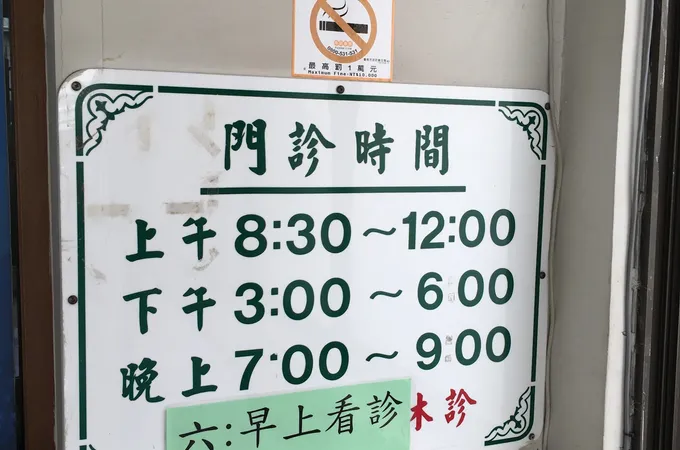 最高罰1萬元
Maximum Fine:NT$10,000
門診時間
上午8:30～12:00
下午3:00～6:00
晚上7:00～9:00
六:早上看診
休診